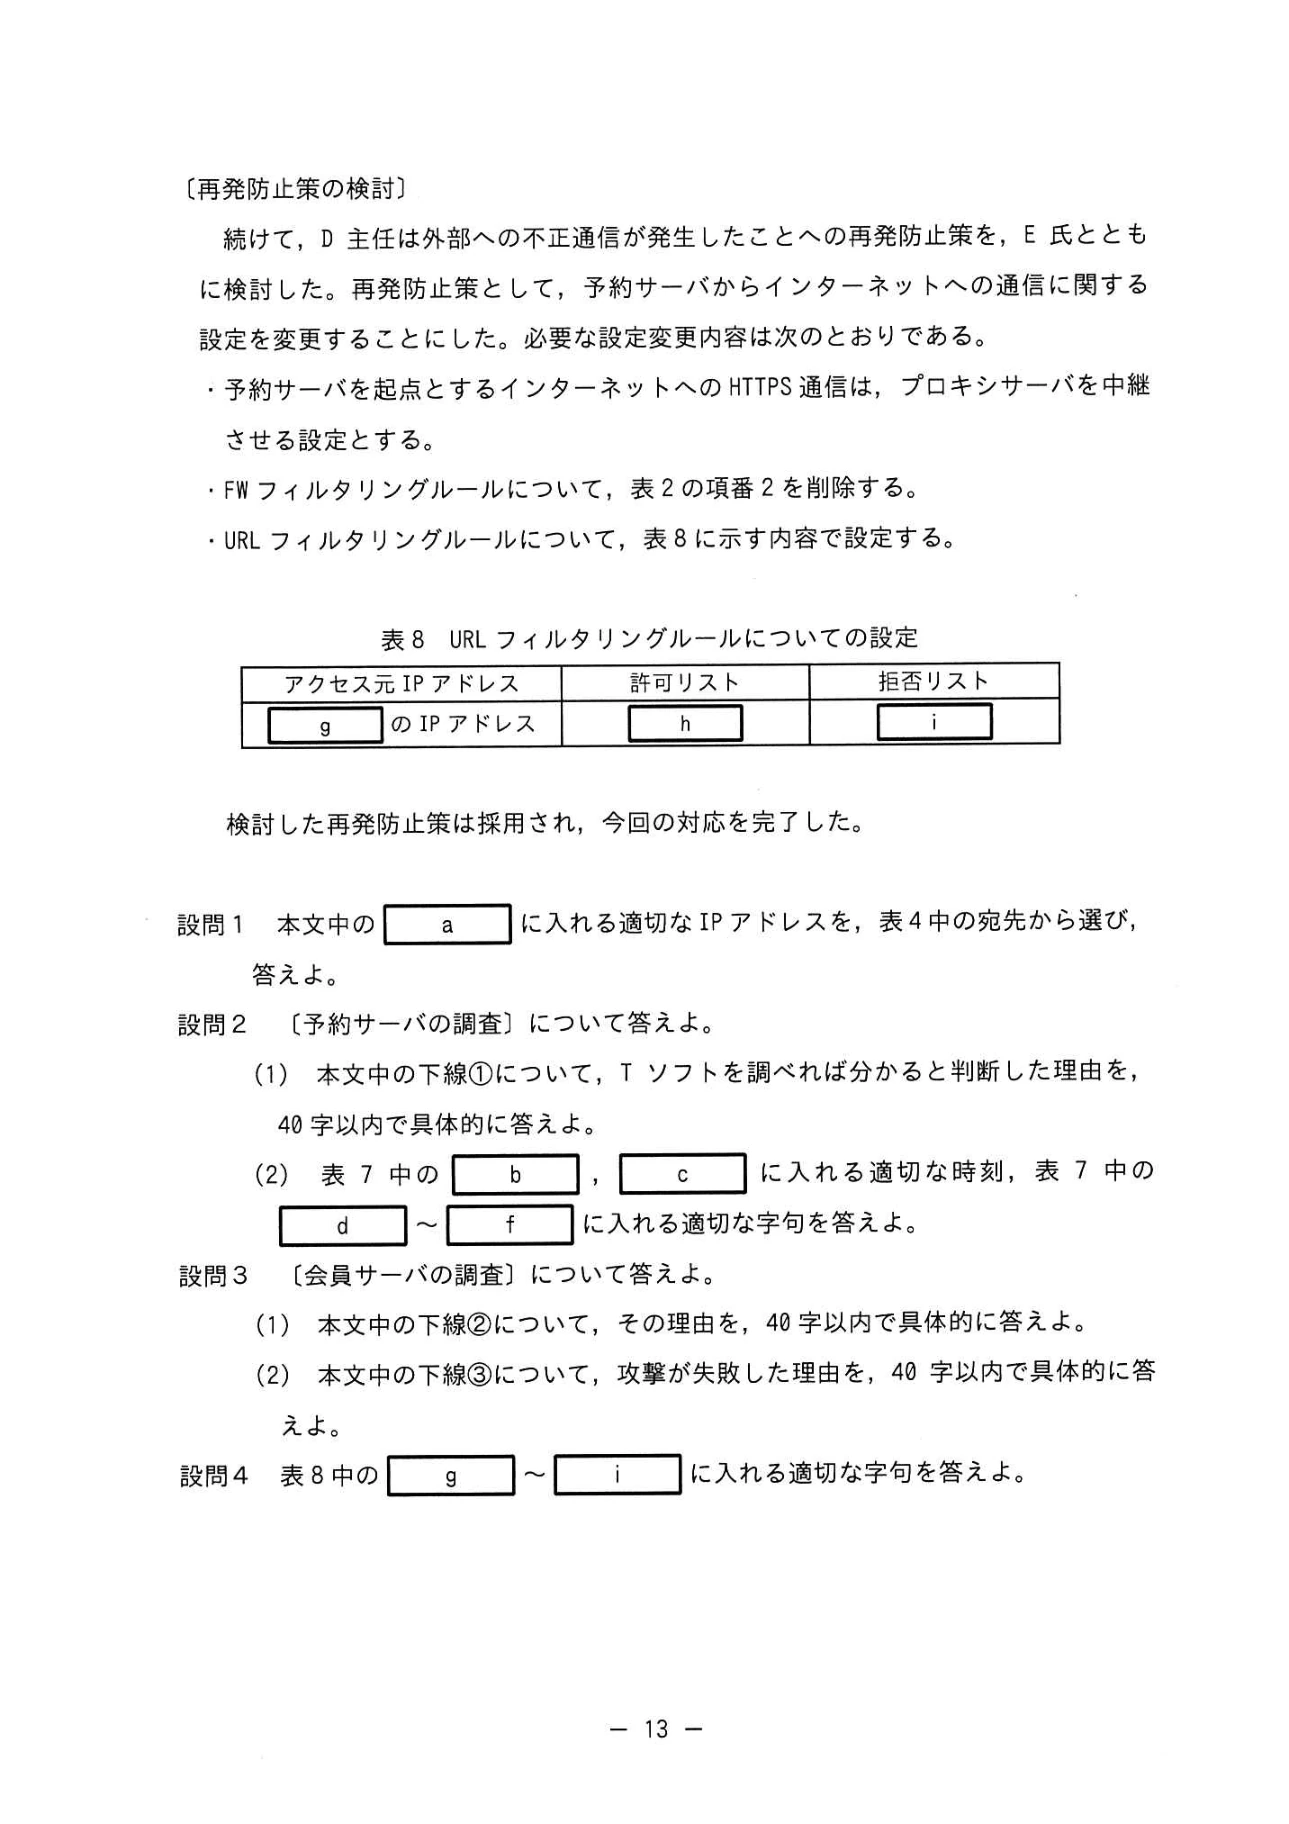 〔再発防止策の検討〕
続けて，D 主任は外部への不正通信が発生したことへの再発防止策を，E 氏ととも
に検討した。再発防止策として，予約サーバからインターネットへの通信に関する
設定を変更することにした。必要な設定変更内容は次のとおりである。
・予約サーバを起点とするインターネットへの HTTPS 通信は，プロキシサーバを中継
させる設定とする。
・FW フィルタリングルールについて，表 2 の項番 2 を削除する。
・URL フィルタリングルールについて，表 8 に示す内容で設定する。
表 8　URL フィルタリングルールについての設定
アクセス元 IP アドレス　許可リスト　拒否リスト
g の IP アドレス　h　i
検討した再発防止策は採用され，今回の対応を完了した。
設問1　本文中の a に入れる適切な IP アドレスを，表 4 中の宛先から選び，
答えよ。
設問2　〔予約サーバの調査〕について答えよ。
(1)　本文中の下線①について，T ソフトを調べれば分かると判断した理由を，
40 字以内で具体的に答えよ。
(2)　表 7 中の b ， c に入れる適切な時刻，表 7 中の
d ～ f に入れる適切な字句を答えよ。
設問3　〔会員サーバの調査〕について答えよ。
(1)　本文中の下線②について，その理由を，40 字以内で具体的に答えよ。
(2)　本文中の下線③について，攻撃が失敗した理由を，40 字以内で具体的に答
えよ。
設問4　表 8 中の g ～ i に入れる適切な字句を答えよ。
－ 13 －